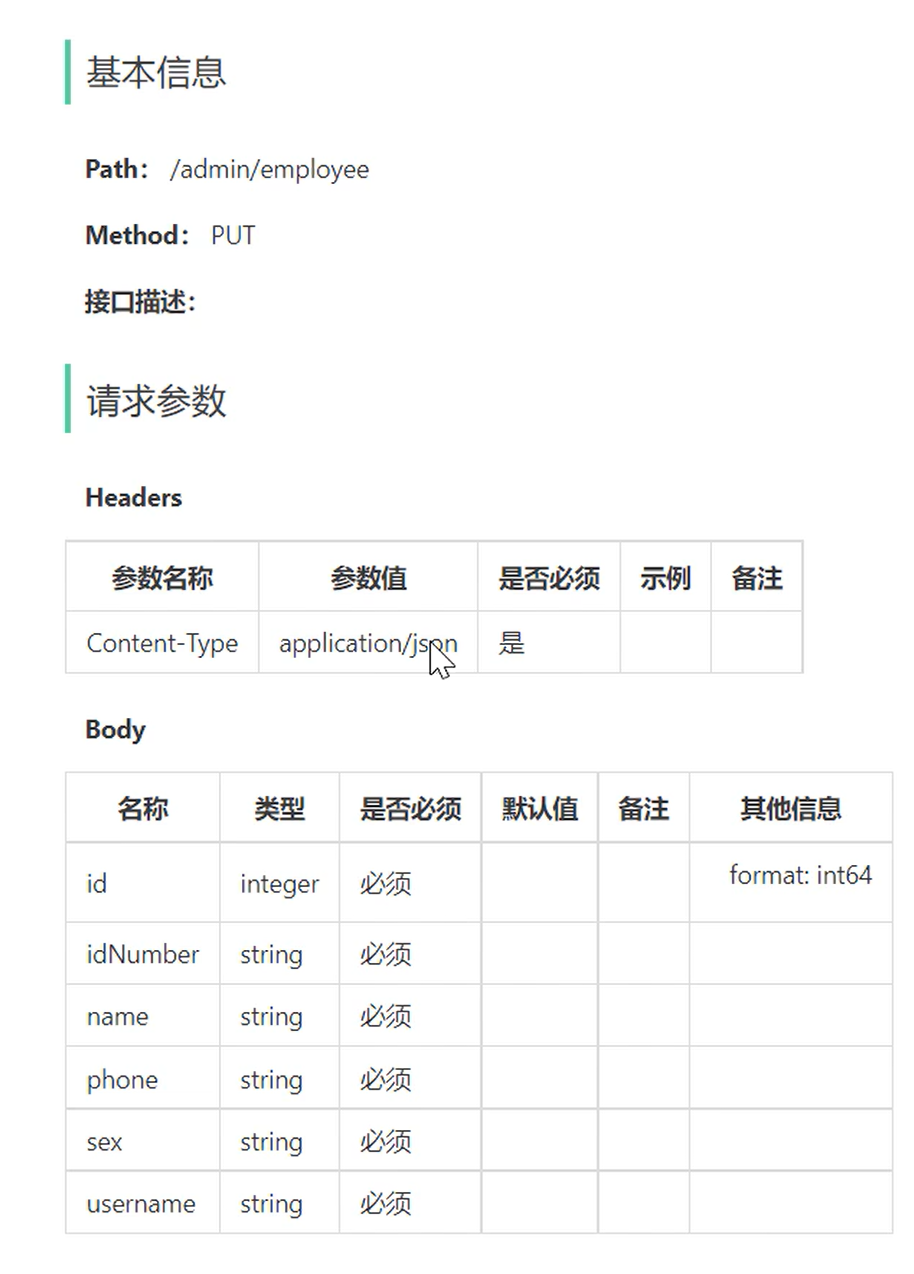 基本信息
Path： /admin/employee
Method： PUT
接口描述：
请求参数
Headers
参数名称 参数值 是否必须 示例 备注
Content-Type application/json 是
Body
名称 类型 是否必须 默认值 备注 其他信息
id integer 必须 format: int64
idNumber string 必须
name string 必须
phone string 必须
sex string 必须
username string 必须